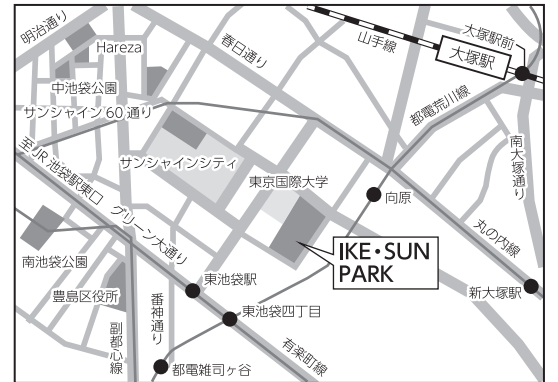 明治通り
Hareza
春日通り
山手線
大塚駅
大塚駅前
中池袋公園
サンシャイン60通り
都電荒川線
南大塚通り
至JR池袋駅東口
サンシャインシティ
東京国際大学
向原
グリーン大通り
丸の内線
IKE・SUN
PARK
南池袋公園
東池袋駅
新大塚駅
豊島区役所
番神通り
東池袋四丁目
副都心線
有楽町線
都電雑司ヶ谷